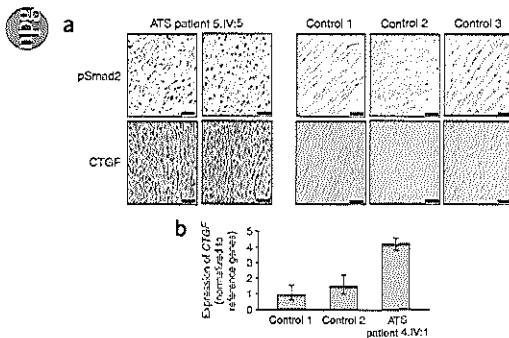 a
ATS patient 5.IV:5
Control 1
Control 2
Control 3
pSmad2
CTGF
b
Expression of CTGF
(normalized to
reference genes)
5
4
3
2
1
0
Control 1
Control 2
ATS
patient 4.IV:1